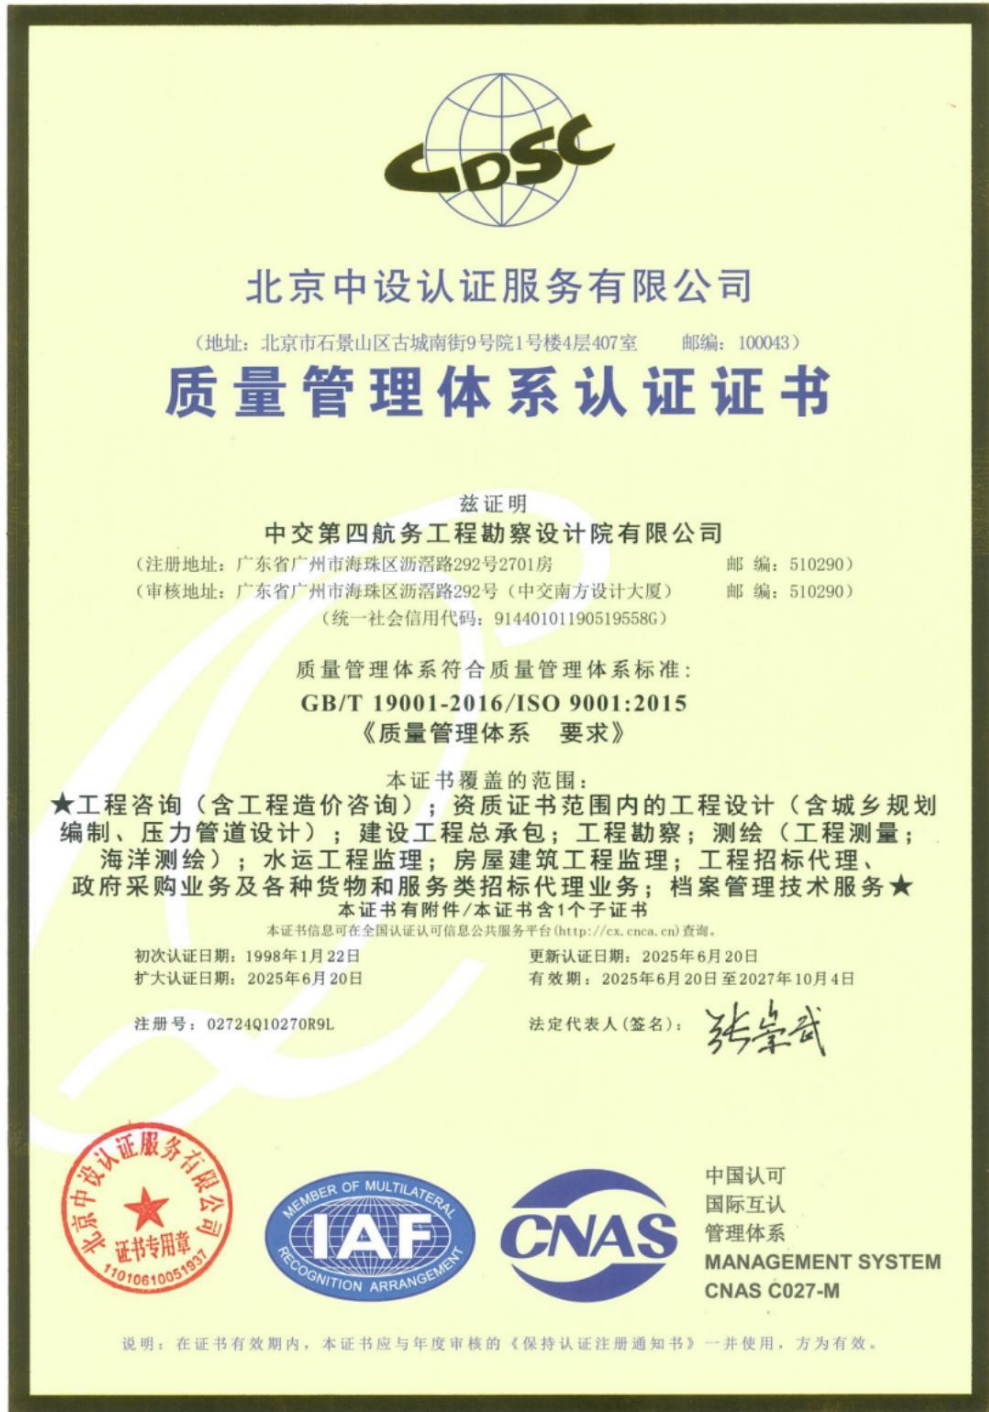 CDSC
北京中设认证服务有限公司
（地址：北京市石景山区古城南街9号院1号楼4层407室　邮编：100043）
质量管理体系认证证书
兹证明
中交第四航务工程勘察设计院有限公司
（注册地址：广东省广州市海珠区沥滘路292号2701房　邮 编：510290）
（审核地址：广东省广州市海珠区沥滘路292号（中交南方设计大厦）　邮 编：510290）
（统一社会信用代码：91440101190519558G）
质量管理体系符合质量管理体系标准：
GB/T 19001-2016/ISO 9001:2015
《质量管理体系　要求》
本证书覆盖的范围：
★工程咨询（含工程造价咨询）；资质证书范围内的工程设计（含城乡规划
编制、压力管道设计）；建设工程总承包；工程勘察；测绘（工程测量；
海洋测绘）；水运工程监理；房屋建筑工程监理；工程招标代理、
政府采购业务及各种货物和服务类招标代理业务；档案管理技术服务★
本证书有附件/本证书含1个子证书
本证书信息可在全国认证认可信息公共服务平台(http://cx.cnca.cn)查询。
初次认证日期：1998年1月22日　更新认证日期：2025年6月20日
扩大认证日期：2025年6月20日　有效期：2025年6月20日至2027年10月4日
注册号：02724Q10270R9L　法定代表人(签名)：张崇武
北京中设认证服务有限公司
证书专用章
11010610051937
MEMBER OF MULTILATERAL
IAF
RECOGNITION ARRANGEMENT
CNAS
中国认可
国际互认
管理体系
MANAGEMENT SYSTEM
CNAS C027-M
说明：在证书有效期内，本证书应与年度审核的《保持认证注册通知书》一并使用，方为有效。